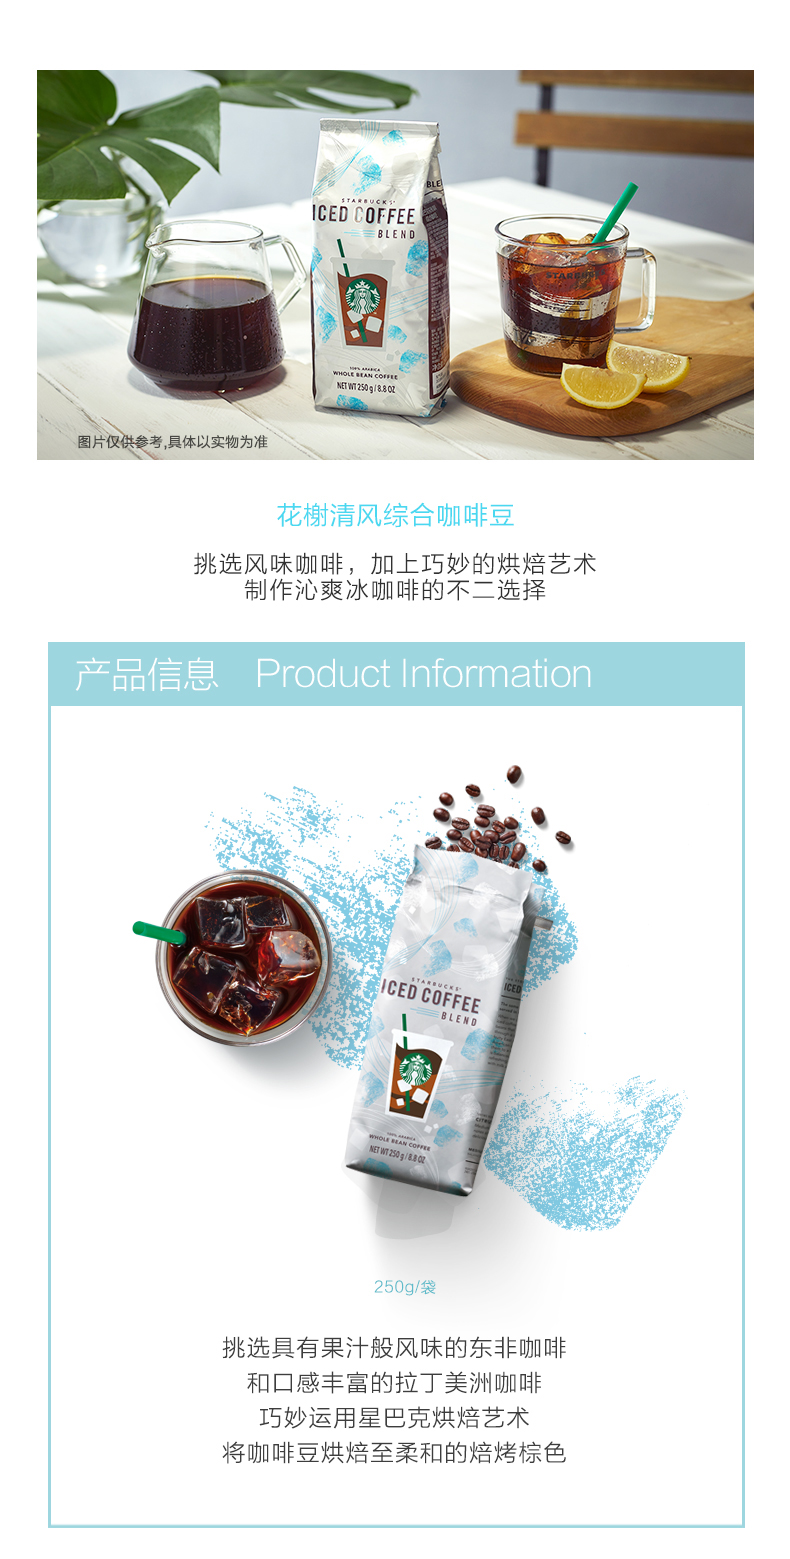 STARBUCKS®
ICED COFFEE
BLEND
BLE
100% ARABICA
WHOLE BEAN COFFEE
NET WT 250 g / 8.8 OZ
图片仅供参考,具体以实物为准
花榭清风综合咖啡豆
挑选风味咖啡，加上巧妙的烘焙艺术
制作沁爽冰咖啡的不二选择
产品信息 Product Information
STARBUCKS®
ICED COFFEE
BLEND
ICED
100% ARABICA
WHOLE BEAN COFFEE
NET WT 250 g / 8.8 OZ
250g/袋
挑选具有果汁般风味的东非咖啡
和口感丰富的拉丁美洲咖啡
巧妙运用星巴克烘焙艺术
将咖啡豆烘焙至柔和的焙烤棕色